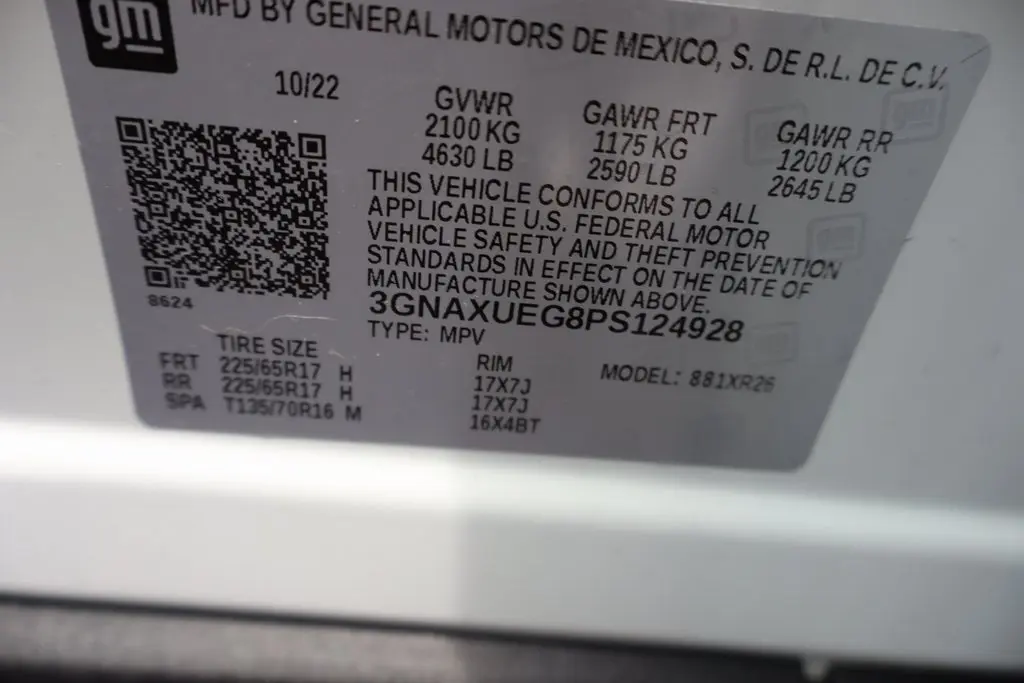 gm
MFD BY GENERAL MOTORS DE MEXICO, S. DE R.L. DE C.V.
10/22
GVWR GAWR FRT GAWR RR
2100 KG 1175 KG 1200 KG
4630 LB 2590 LB 2645 LB
THIS VEHICLE CONFORMS TO ALL
APPLICABLE U.S. FEDERAL MOTOR
VEHICLE SAFETY AND THEFT PREVENTION
STANDARDS IN EFFECT ON THE DATE OF
MANUFACTURE SHOWN ABOVE.
8624
3GNAXUEG8PS124928
TYPE: MPV
TIRE SIZE RIM MODEL: 881XR26
FRT 225/65R17 H 17X7J
RR 225/65R17 H 17X7J
SPA T135/70R16 M 16X4BT